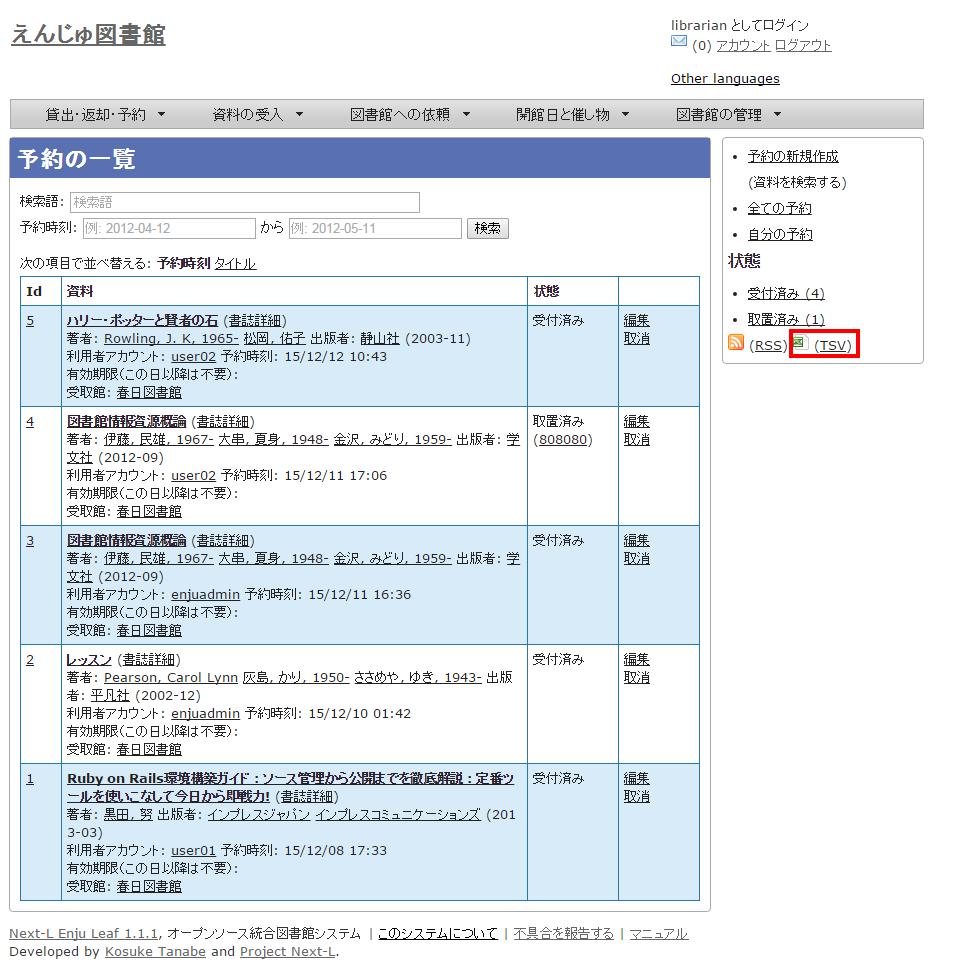 えんじゅ図書館
librarian としてログイン
(0) アカウント ログアウト
Other languages
貸出・返却・予約 ▼ 資料の受入 ▼ 図書館への依頼 ▼ 開館日と催し物 ▼ 図書館の管理 ▼
予約の一覧
検索語: 検索語
予約時刻: 例: 2012-04-12 から 例: 2012-05-11 検索
次の項目で並べ替える: 予約時刻 タイトル
Id 資料 状態
5 ハリー・ポッターと賢者の石 (書誌詳細) 受付済み 編集
著者: Rowling, J. K, 1965- 松岡, 佑子 出版者: 静山社 (2003-11) 取消
利用者アカウント: user02 予約時刻: 15/12/12 10:43
有効期限(この日以降は不要):
受取館: 春日図書館
4 図書館情報資源概論 (書誌詳細) 取置済み 編集
著者: 伊藤, 民雄, 1967- 大串, 夏身, 1948- 金沢, みどり, 1959- 出版者: 学 (808080) 取消
文社 (2012-09)
利用者アカウント: user02 予約時刻: 15/12/11 17:06
有効期限(この日以降は不要):
受取館: 春日図書館
3 図書館情報資源概論 (書誌詳細) 受付済み 編集
著者: 伊藤, 民雄, 1967- 大串, 夏身, 1948- 金沢, みどり, 1959- 出版者: 学 取消
文社 (2012-09)
利用者アカウント: enjuadmin 予約時刻: 15/12/11 16:36
有効期限(この日以降は不要):
受取館: 春日図書館
2 レッスン (書誌詳細) 受付済み 編集
著者: Pearson, Carol Lynn 灰島, かり, 1950- ささめや, ゆき, 1943- 出版 取消
者: 平凡社 (2002-12)
利用者アカウント: enjuadmin 予約時刻: 15/12/10 01:42
有効期限(この日以降は不要):
受取館: 春日図書館
1 Ruby on Rails環境構築ガイド : ソース管理から公開までを徹底解説 : 定番ツ 受付済み 編集
ールを使いこなして今日から即戦力! (書誌詳細) 取消
著者: 黒田, 努 出版者: インプレスジャパン インプレスコミュニケーションズ (201
3-03)
利用者アカウント: user01 予約時刻: 15/12/08 17:33
有効期限(この日以降は不要):
受取館: 春日図書館
• 予約の新規作成
(資料を検索する)
• 全ての予約
• 自分の予約
状態
• 受付済み (4)
• 取置済み (1)
(RSS) (TSV)
Next-L Enju Leaf 1.1.1, オープンソース統合図書館システム | このシステムについて | 不具合を報告する | マニュアル
Developed by Kosuke Tanabe and Project Next-L.